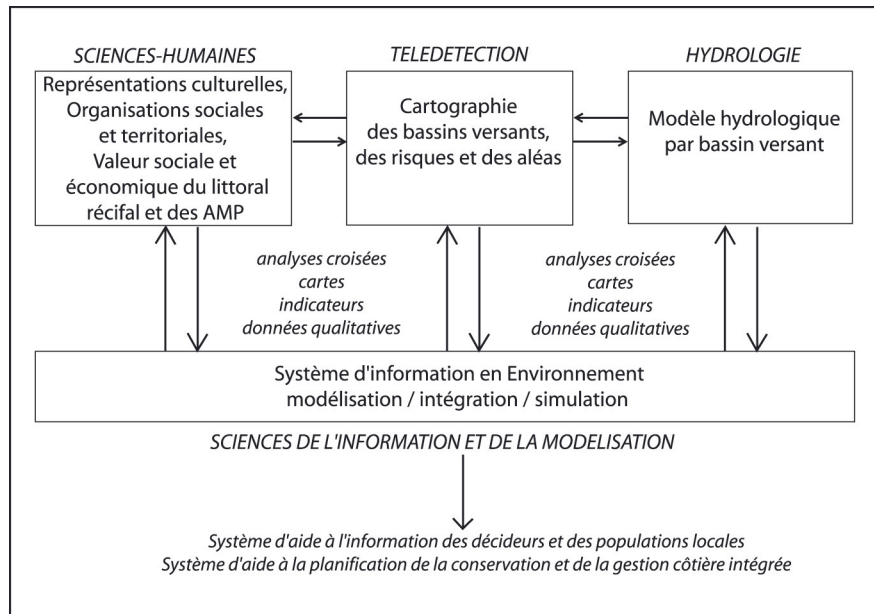 SCIENCES-HUMAINES
Représentations culturelles,
Organisations sociales
et territoriales,
Valeur sociale et
économique du littoral
récifal et des AMP
TELEDETECTION
Cartographie
des bassins versants,
des risques et des aléas
HYDROLOGIE
Modèle hydrologique
par bassin versant
analyses croisées
cartes
indicateurs
données qualitatives
analyses croisées
cartes
indicateurs
données qualitatives
Système d'information en Environnement
modélisation / intégration / simulation
SCIENCES DE L'INFORMATION ET DE LA MODELISATION
Système d'aide à l'information des décideurs et des populations locales
Système d'aide à la planification de la conservation et de la gestion côtière intégrée